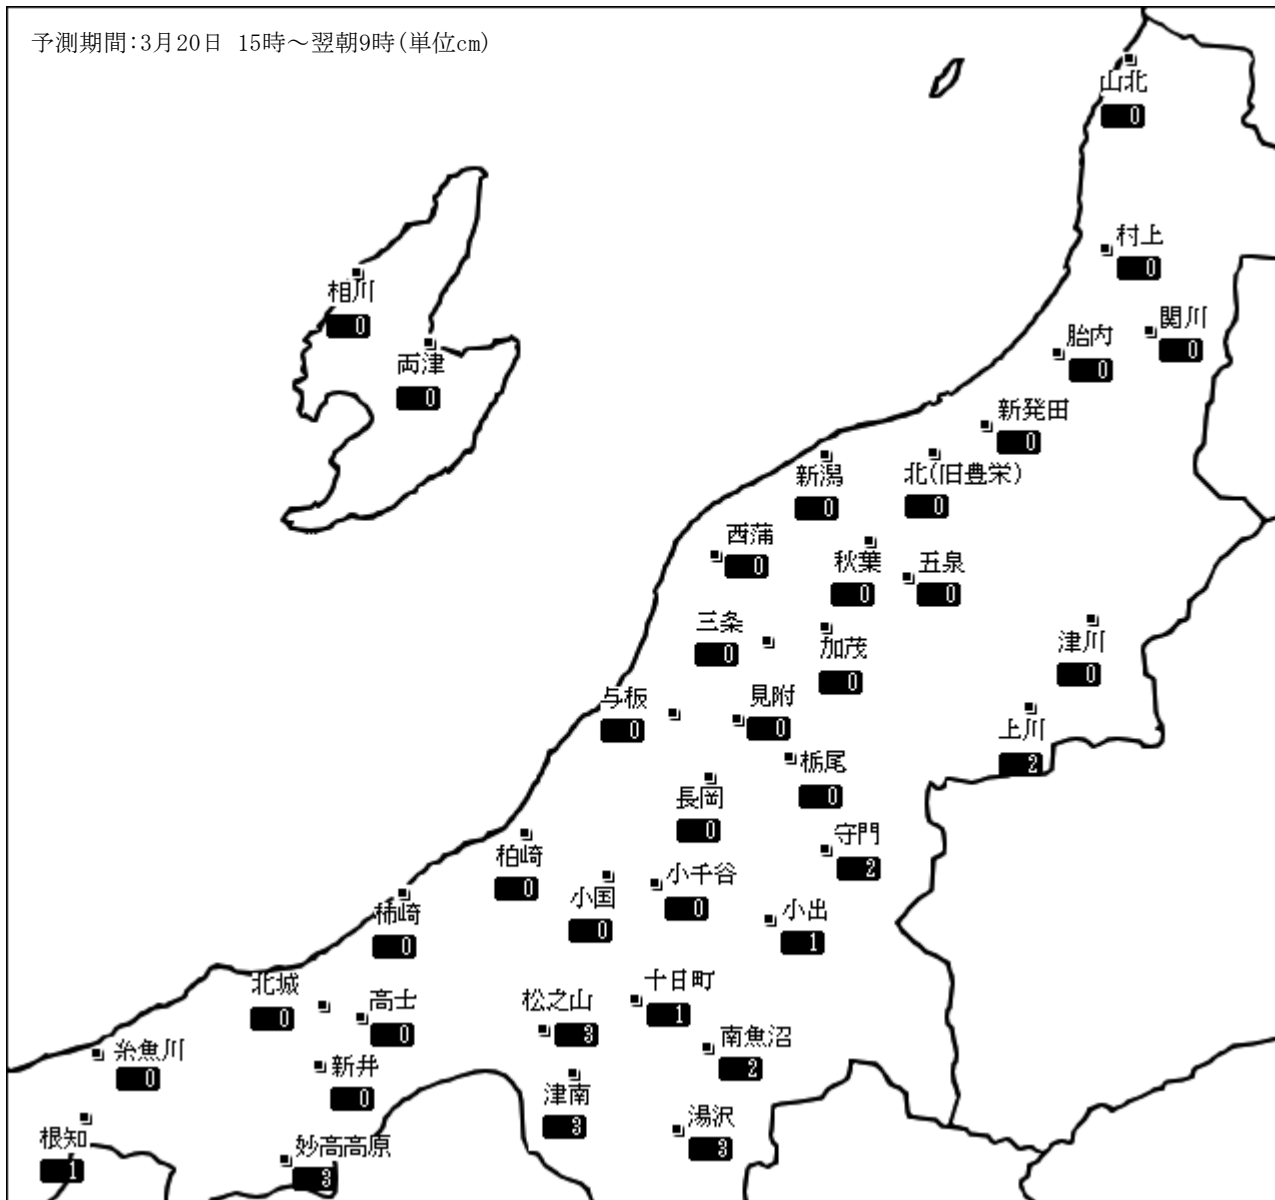 予測期間:3月20日 15時～翌朝9時(単位cm)
山北
0
村上
0
相川
0
関川
0
胎内
0
両津
0
新発田
0
新潟
0
北(旧豊栄)
0
西蒲
0
秋葉
0
五泉
0
三条
0
加茂
0
津川
0
与板
0
見附
0
上川
2
栃尾
0
長岡
0
守門
2
柏崎
0
小千谷
0
小国
0
小出
1
柿崎
0
北城
0
高士
0
松之山
3
十日町
1
南魚沼
2
糸魚川
0
新井
0
津南
3
湯沢
3
根知
1
妙高高原
3